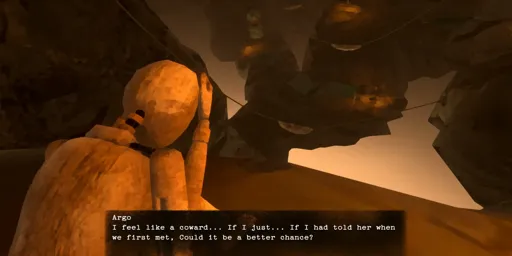 Argo
I feel like a coward... If I just... If I had told her when
we first met, Could it be a better chance?